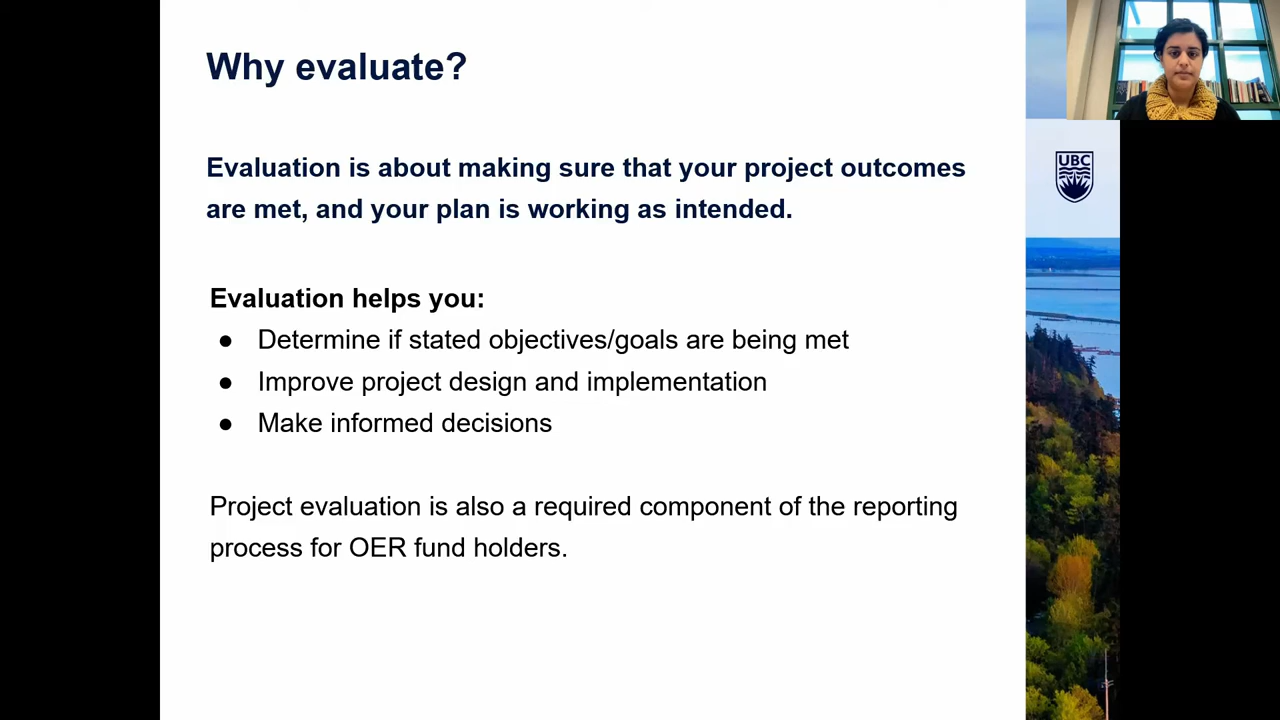 Why evaluate?
UBC
Evaluation is about making sure that your project outcomes
are met, and your plan is working as intended.
Evaluation helps you:
● Determine if stated objectives/goals are being met
● Improve project design and implementation
● Make informed decisions
Project evaluation is also a required component of the reporting
process for OER fund holders.